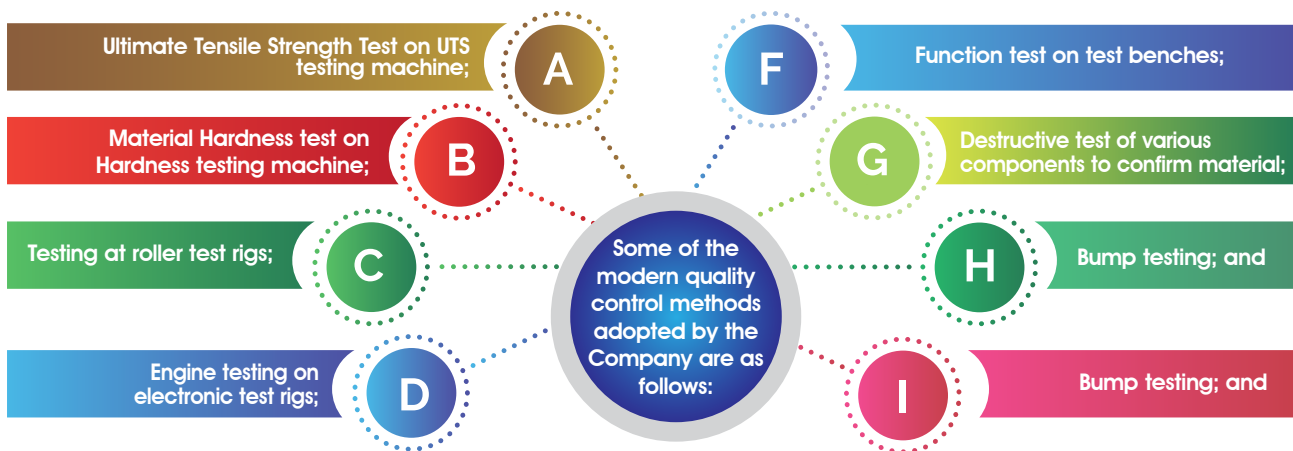 A
Ultimate Tensile Strength Test on UTS
testing machine;
B
Material Hardness test on
Hardness testing machine;
C
Testing at roller test rigs;
D
Engine testing on
electronic test rigs;
Some of the
modern quality
control methods
adopted by the
Company are as
follows:
F
Function test on test benches;
G
Destructive test of various
components to confirm material;
H
Bump testing; and
I
Bump testing; and